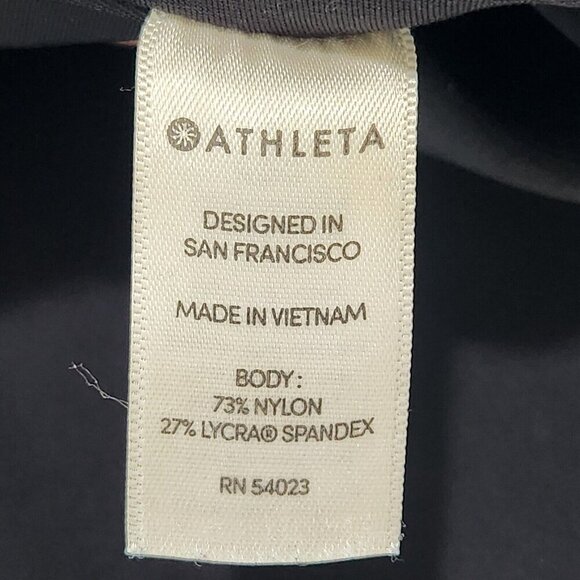 ATHLETA
DESIGNED IN
SAN FRANCISCO
MADE IN VIETNAM
BODY:
73% NYLON
27% LYCRA® SPANDEX
RN 54023